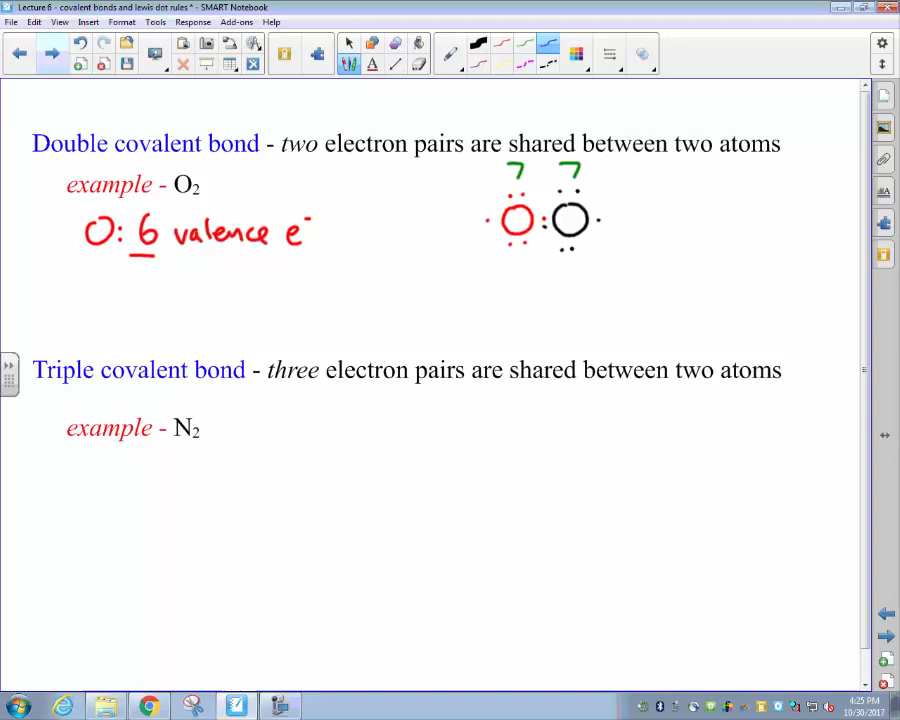 Lecture 6 - covalent bonds and lewis dot rules * - SMART Notebook
File Edit View Insert Format Tools Response Add-ons Help
Double covalent bond - two electron pairs are shared between two atoms
7 7
example - O₂
O: 6 valence e⁻
O:O
Triple covalent bond - three electron pairs are shared between two atoms
example - N₂
4:25 PM
10/30/2017